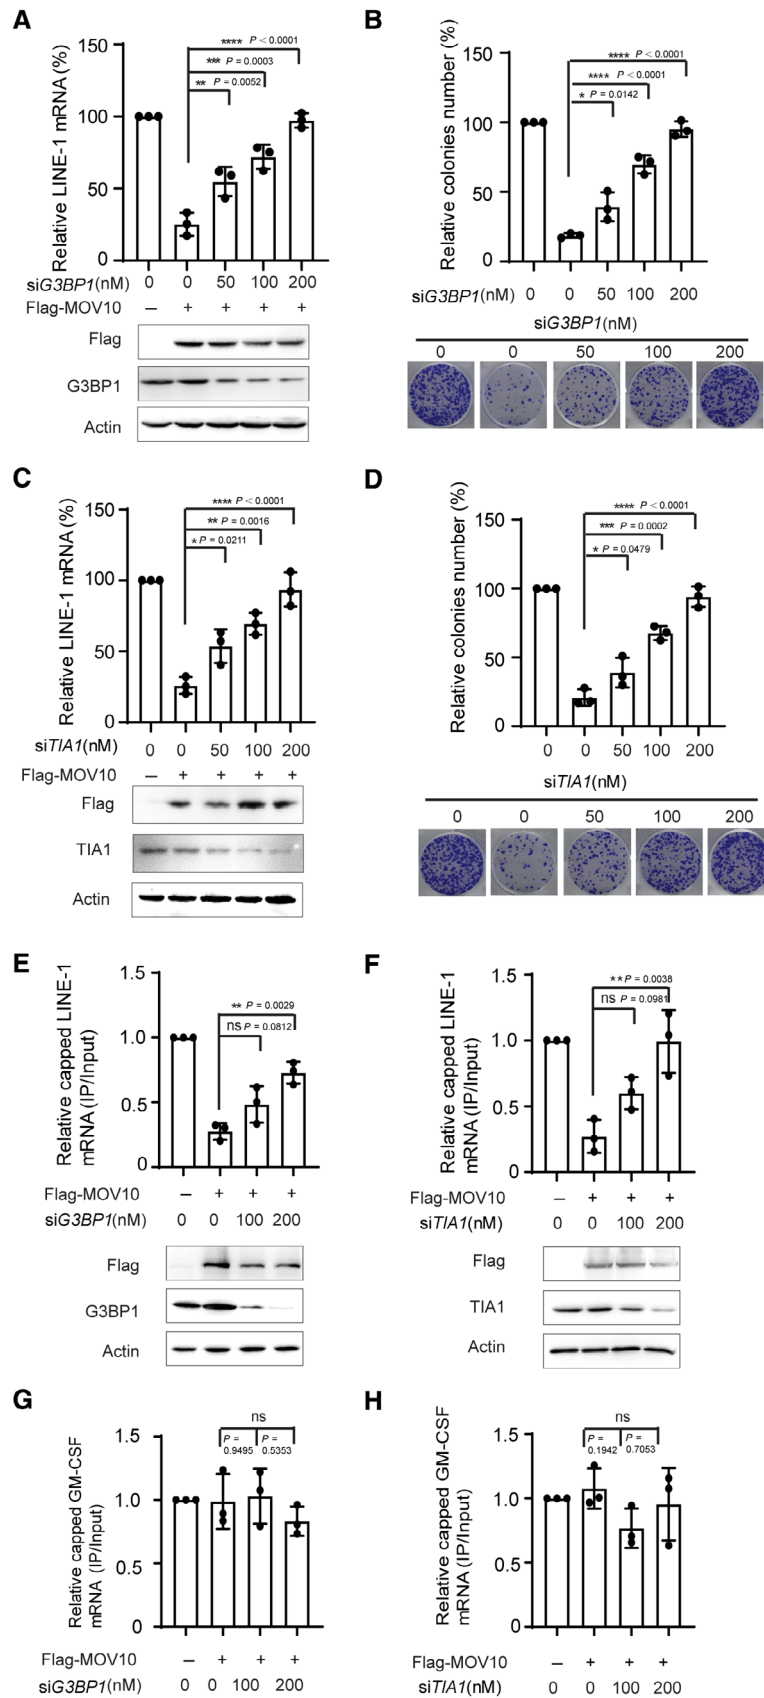 A
Relative LINE-1 mRNA (%)
150
100
50
0
**** P < 0.0001
*** P = 0.0003
** P = 0.0052
siG3BP1(nM) 0 0 50 100 200
Flag-MOV10 – + + + +
Flag
G3BP1
Actin
B
Relative colonies number (%)
150
100
50
0
**** P < 0.0001
**** P < 0.0001
* P = 0.0142
siG3BP1(nM) 0 0 50 100 200
siG3BP1(nM)
0 0 50 100 200
C
Relative LINE-1 mRNA (%)
150
100
50
0
**** P < 0.0001
** P = 0.0016
* P = 0.0211
siTIA1(nM) 0 0 50 100 200
Flag-MOV10 – + + + +
Flag
TIA1
Actin
D
Relative colonies number (%)
150
100
50
0
**** P < 0.0001
*** P = 0.0002
* P = 0.0479
0 0 50 100 200
siTIA1(nM)
0 0 50 100 200
E
Relative capped LINE-1
mRNA (IP/Input)
1.5
1.0
0.5
0
** P = 0.0029
ns P = 0.0812
Flag-MOV10 – + + +
siG3BP1(nM) 0 0 100 200
Flag
G3BP1
Actin
F
Relative capped LINE-1
mRNA (IP/Input)
1.5
1.0
0.5
0
** P = 0.0038
ns P = 0.0981
Flag-MOV10 – + + +
siTIA1(nM) 0 0 100 200
Flag
TIA1
Actin
G
Relative capped GM-CSF
mRNA (IP/Input)
1.5
1.0
0.5
0
ns
P = P =
0.9495 0.5353
Flag-MOV10 – + + +
siG3BP1(nM) 0 0 100 200
H
Relative capped GM-CSF
mRNA (IP/Input)
1.5
1.0
0.5
0
ns
P = P =
0.1942 0.7053
Flag-MOV10 – + + +
siTIA1(nM) 0 0 100 200